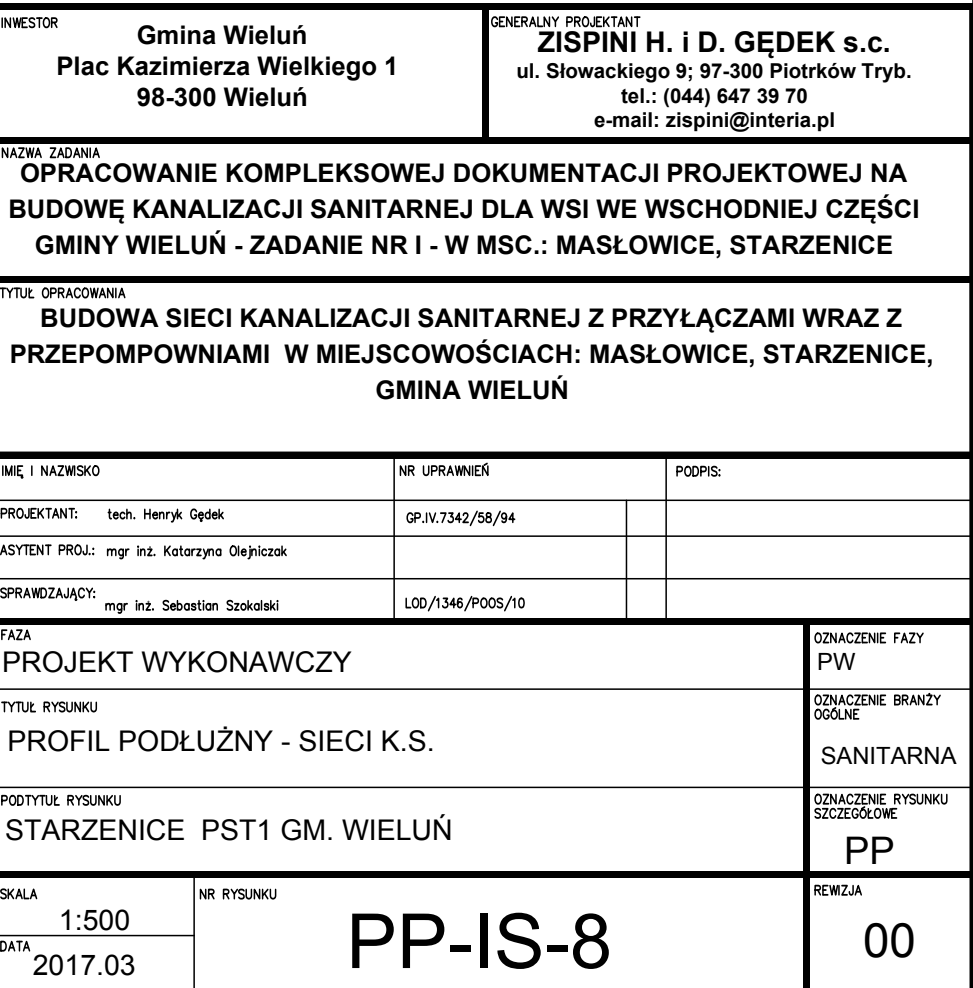 INWESTOR
Gmina Wieluń
Plac Kazimierza Wielkiego 1
98-300 Wieluń
GENERALNY PROJEKTANT
ZISPINI H. i D. GĘDEK s.c.
ul. Słowackiego 9; 97-300 Piotrków Tryb.
tel.: (044) 647 39 70
e-mail: zispini@interia.pl
NAZWA ZADANIA
OPRACOWANIE KOMPLEKSOWEJ DOKUMENTACJI PROJEKTOWEJ NA
BUDOWĘ KANALIZACJI SANITARNEJ DLA WSI WE WSCHODNIEJ CZĘŚCI
GMINY WIELUŃ - ZADANIE NR I - W MSC.: MASŁOWICE, STARZENICE
TYTUŁ OPRACOWANIA
BUDOWA SIECI KANALIZACJI SANITARNEJ Z PRZYŁĄCZAMI WRAZ Z
PRZEPOMPOWNIAMI W MIEJSCOWOŚCIACH: MASŁOWICE, STARZENICE,
GMINA WIELUŃ
IMIĘ I NAZWISKO NR UPRAWNIEŃ PODPIS:
PROJEKTANT: tech. Henryk Gędek GP.IV.7342/58/94
ASYTENT PROJ.: mgr inż. Katarzyna Olejniczak
SPRAWDZAJĄCY: mgr inż. Sebastian Szokalski LOD/1346/POOS/10
FAZA
PROJEKT WYKONAWCZY
OZNACZENIE FAZY
PW
TYTUŁ RYSUNKU
PROFIL PODŁUŻNY - SIECI K.S.
OZNACZENIE BRANŻY
OGÓLNE
SANITARNA
PODTYTUŁ RYSUNKU
STARZENICE PST1 GM. WIELUŃ
OZNACZENIE RYSUNKU
SZCZEGÓŁOWE
PP
SKALA
1:500
DATA
2017.03
NR RYSUNKU
PP-IS-8
REWIZJA
00